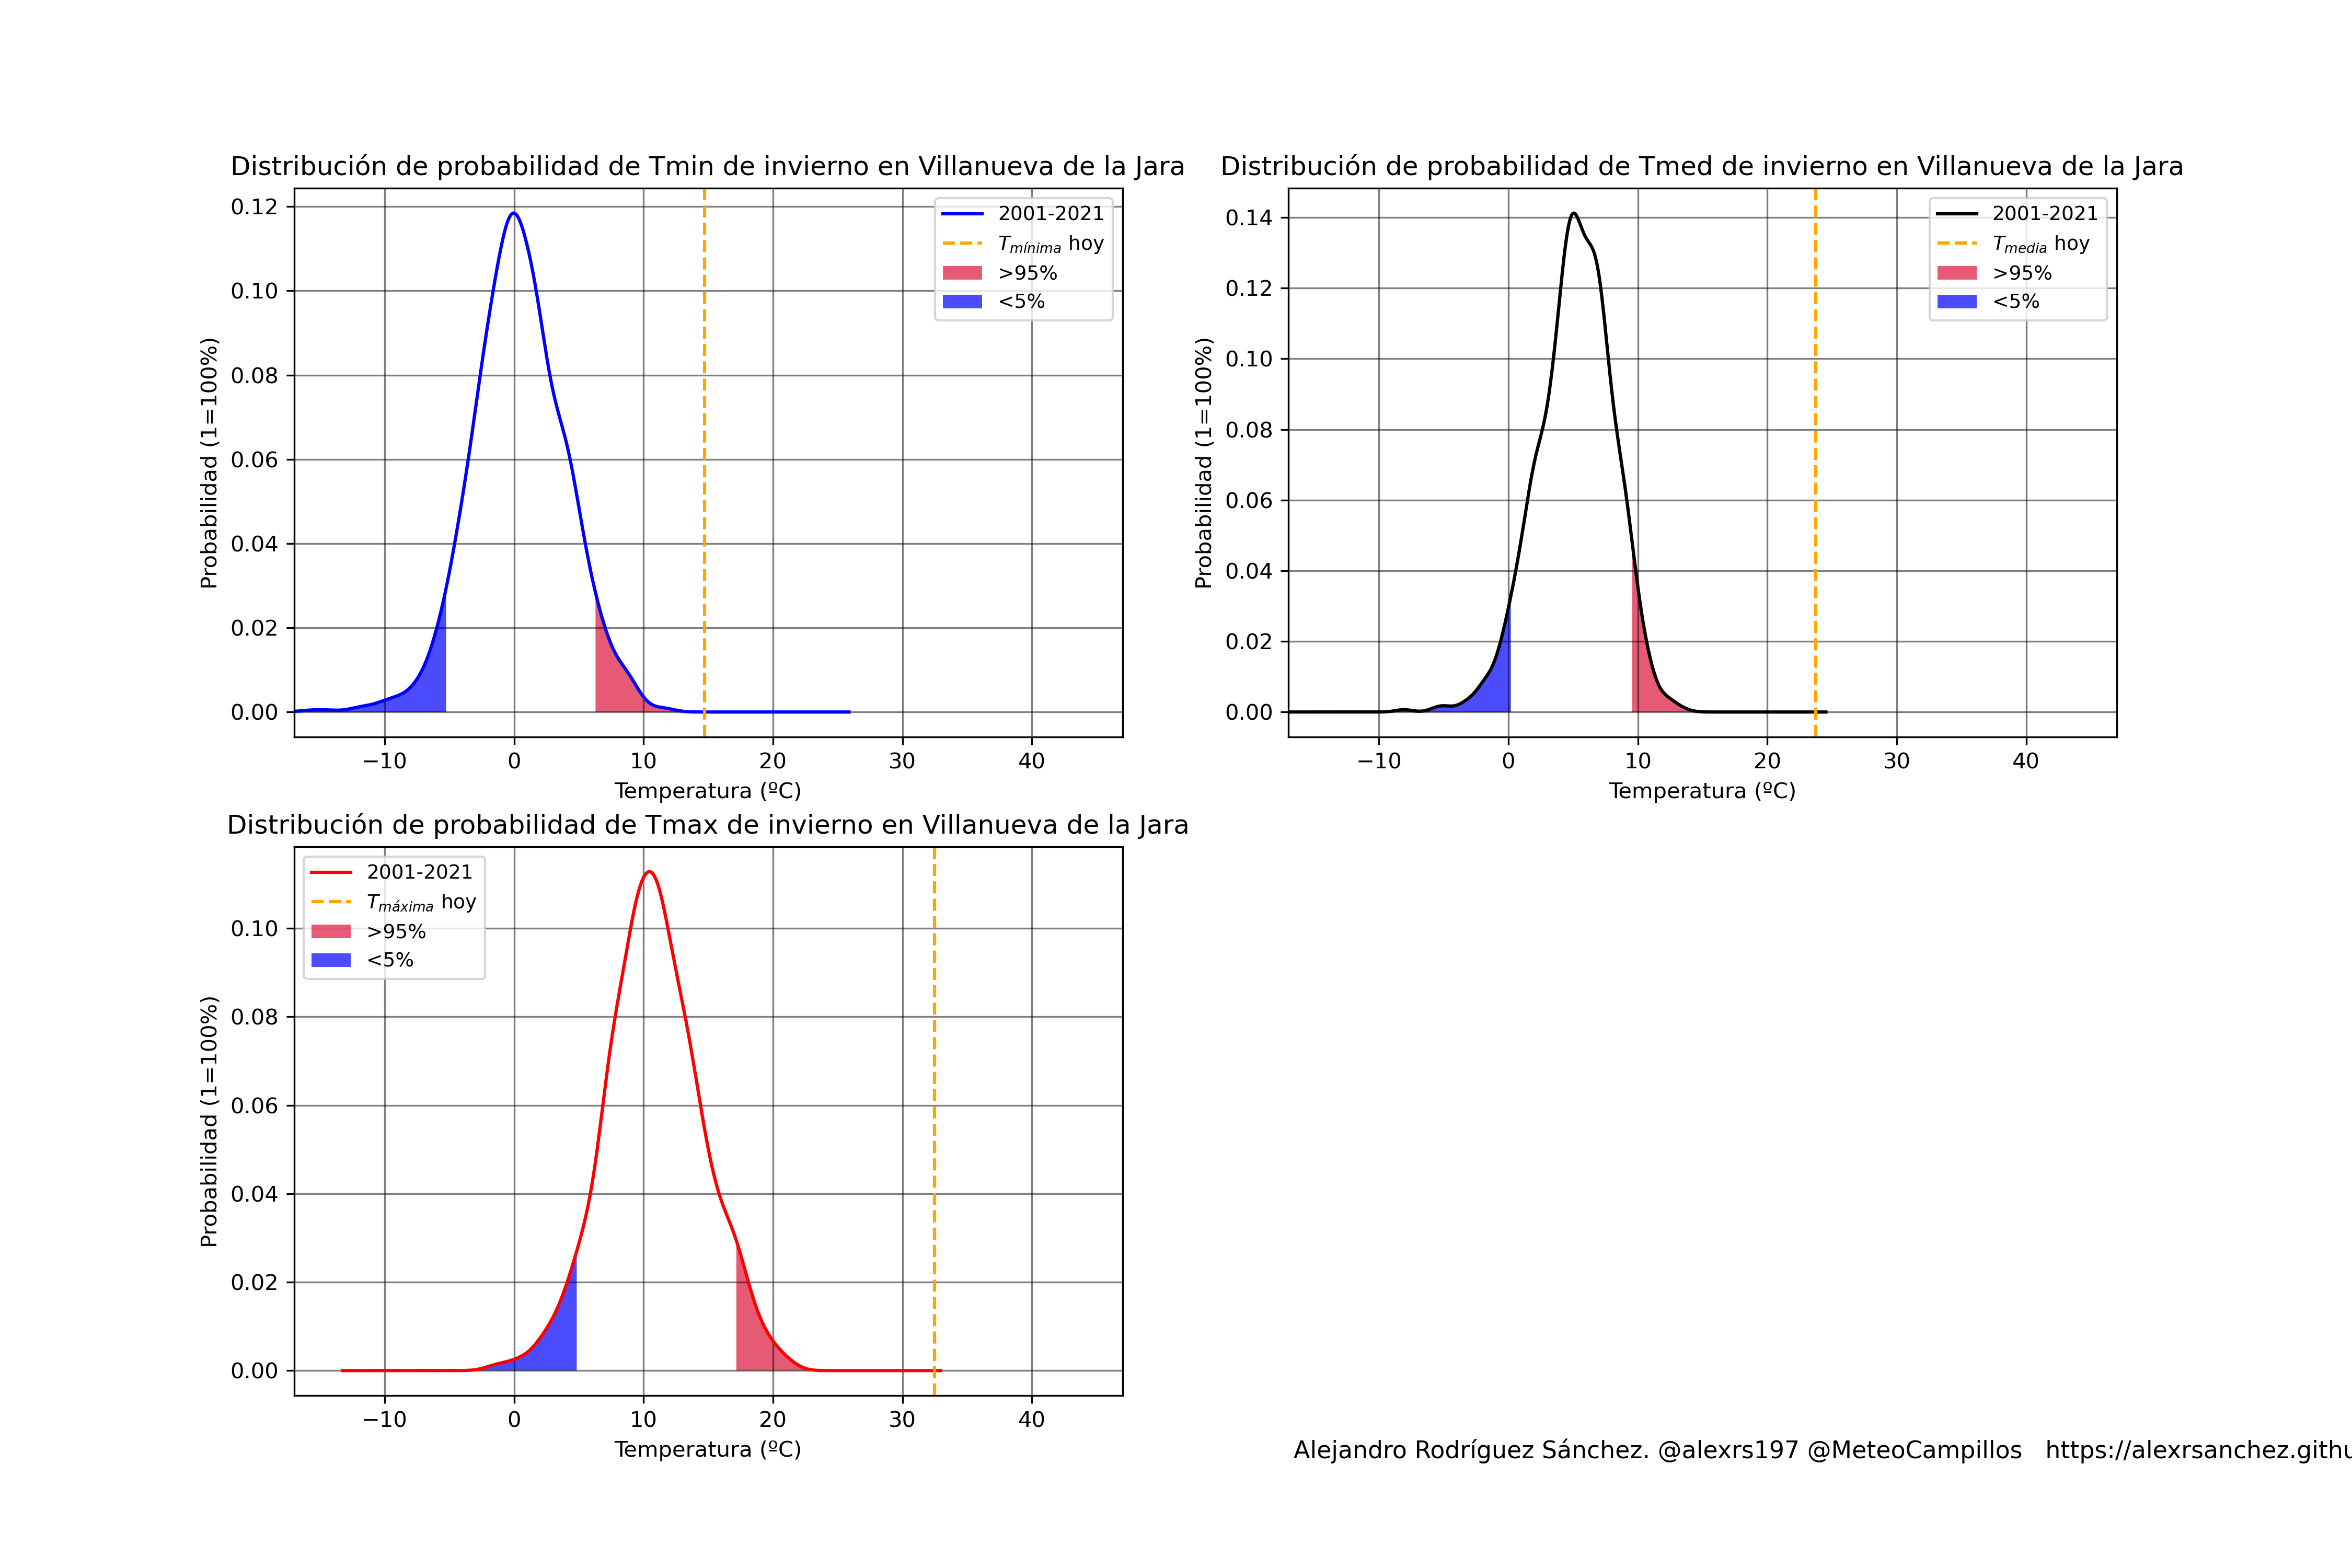 Distribución de probabilidad de Tmin de invierno en Villanueva de la Jara
Probabilidad (1=100%)
0.12
0.10
0.08
0.06
0.04
0.02
0.00
2001-2021
Tmínima hoy
>95%
<5%
−10 0 10 20 30 40
Temperatura (ºC)
Distribución de probabilidad de Tmed de invierno en Villanueva de la Jara
Probabilidad (1=100%)
0.14
0.12
0.10
0.08
0.06
0.04
0.02
0.00
2001-2021
Tmedia hoy
>95%
<5%
−10 0 10 20 30 40
Temperatura (ºC)
Distribución de probabilidad de Tmax de invierno en Villanueva de la Jara
Probabilidad (1=100%)
0.10
0.08
0.06
0.04
0.02
0.00
2001-2021
Tmáxima hoy
>95%
<5%
−10 0 10 20 30 40
Temperatura (ºC)
Alejandro Rodríguez Sánchez. @alexrs197 @MeteoCampillos https://alexrsanchez.githu